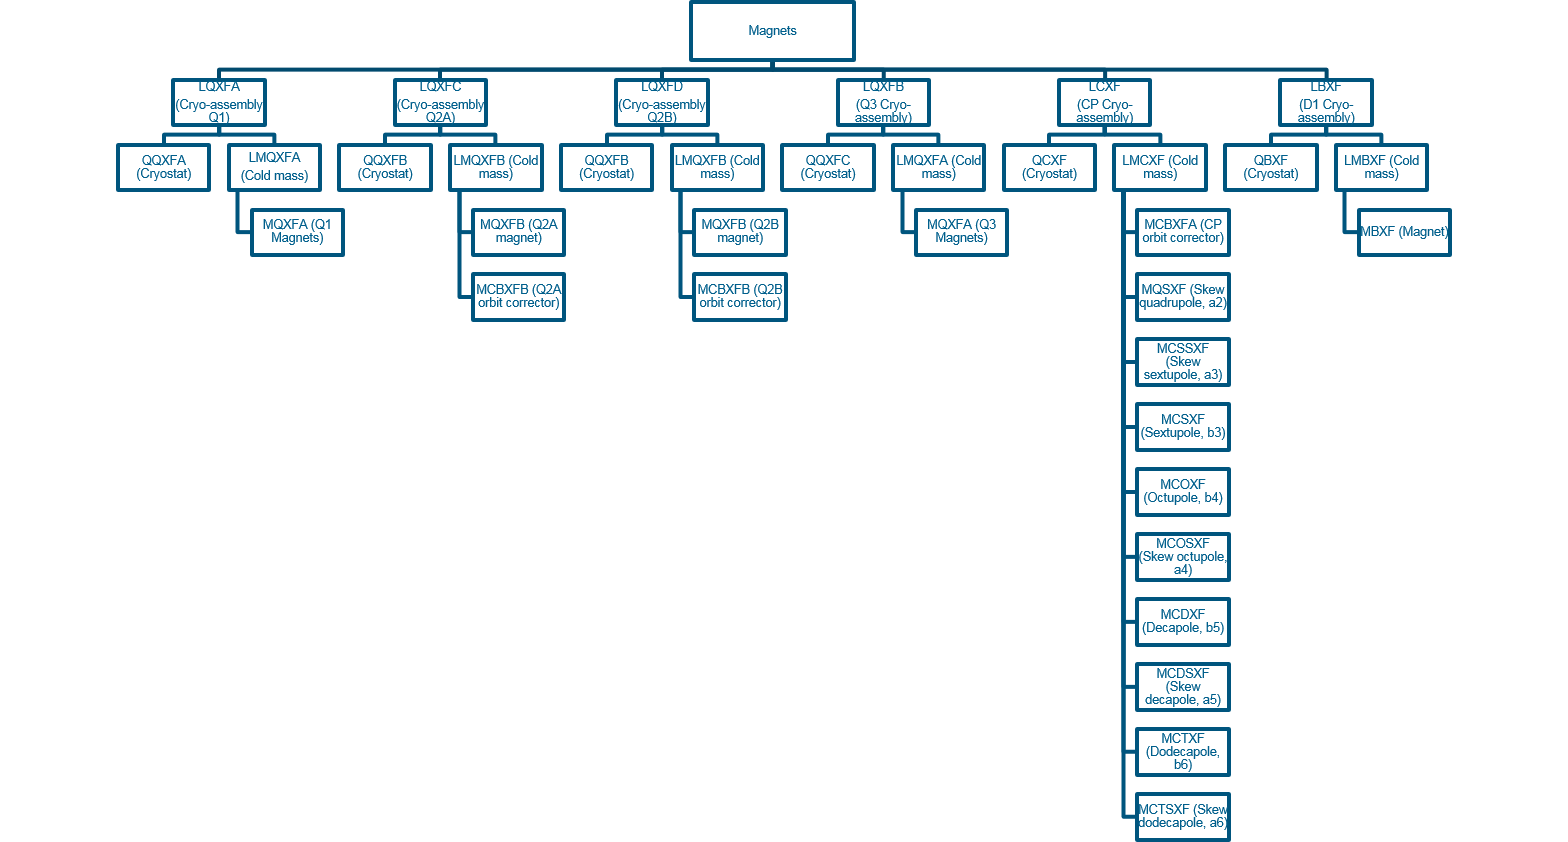 Magnets
LQXFA
(Cryo-assembly
Q1)
LQXFC
(Cryo-assembly
Q2A)
LQXFD
(Cryo-assembly
Q2B)
LQXFB
(Q3 Cryo-
assembly)
LCXF
(CP Cryo-
assembly)
LBXF
(D1 Cryo-
assembly)
QQXFA
(Cryostat)
LMQXFA
(Cold mass)
QQXFB
(Cryostat)
LMQXFB (Cold
mass)
QQXFB
(Cryostat)
LMQXFB (Cold
mass)
QQXFC
(Cryostat)
LMQXFA (Cold
mass)
QCXF
(Cryostat)
LMCXF (Cold
mass)
QBXF
(Cryostat)
LMBXF (Cold
mass)
MQXFA (Q1
Magnets)
MQXFB (Q2A
magnet)
MQXFB (Q2B
magnet)
MQXFA (Q3
Magnets)
MCBXFA (CP
orbit corrector)
MBXF (Magnet)
MCBXFB (Q2A
orbit corrector)
MCBXFB (Q2B
orbit corrector)
MQSXF (Skew
quadrupole, a2)
MCSSXF
(Skew
sextupole, a3)
MCSXF
(Sextupole, b3)
MCOXF
(Octupole, b4)
MCOSXF
(Skew octupole,
a4)
MCDXF
(Decapole, b5)
MCDSXF
(Skew
decapole, a5)
MCTXF
(Dodecapole,
b6)
MCTSXF (Skew
dodecapole, a6)